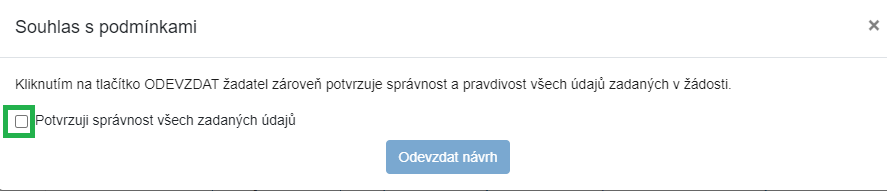 Souhlas s podmínkami ×
Kliknutím na tlačítko ODEVZDAT žadatel zároveň potvrzuje správnost a pravdivost všech údajů zadaných v žádosti.
Potvrzuji správnost všech zadaných údajů
Odevzdat návrh